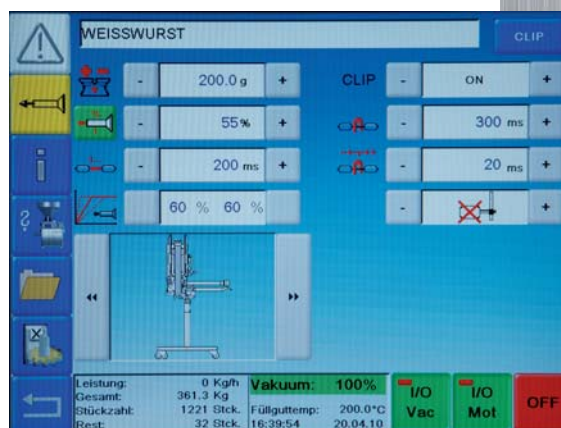 WEISSWURST
CLIP
- 200.0 g +
CLIP - ON +
- 55% +
- 300 ms +
- 200 ms +
- 20 ms +
60 % 60 %
- +
Leistung: 0 Kg/h
Gesamt: 361.3 Kg
Stückzahl: 1221 Stck.
Rest: 32 Stck.
Vakuum: 100%
Füllguttemp: 200.0°C
16:39:54 20.04.10
I/O Vac
I/O Mot
OFF